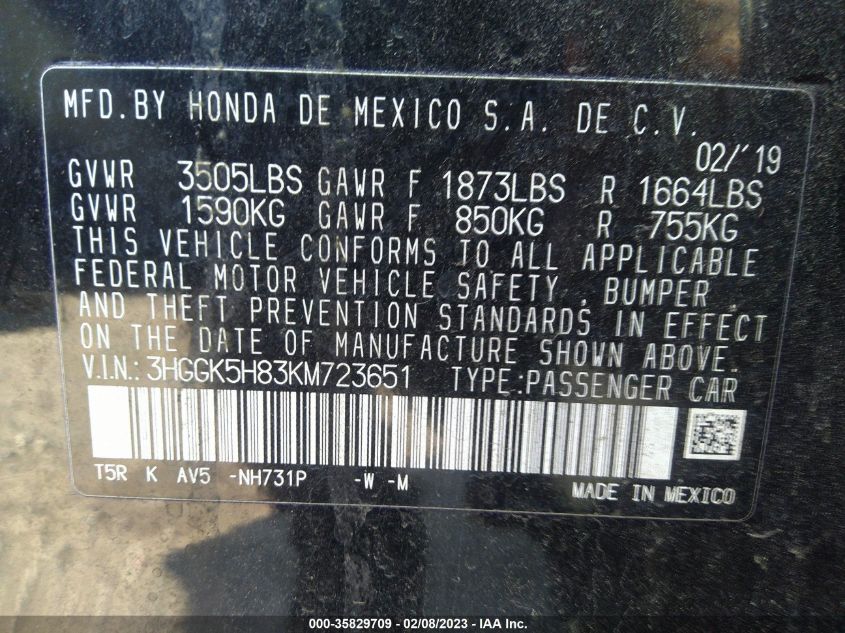 MFD.BY HONDA DE MEXICO S.A. DE C.V.
02/'19
GVWR 3505LBS GAWR F 1873LBS R 1664LBS
GVWR 1590KG GAWR F 850KG R 755KG
THIS VEHICLE CONFORMS TO ALL APPLICABLE
FEDERAL MOTOR VEHICLE SAFETY, BUMPER
AND THEFT PREVENTION STANDARDS IN EFFECT
ON THE DATE OF MANUFACTURE SHOWN ABOVE.
V.I.N.: 3HGGK5H83KM723651 TYPE:PASSENGER CAR
T5R K AV5 -NH731P -W -M
MADE IN MEXICO
000-35829709 - 02/08/2023 - IAA Inc.